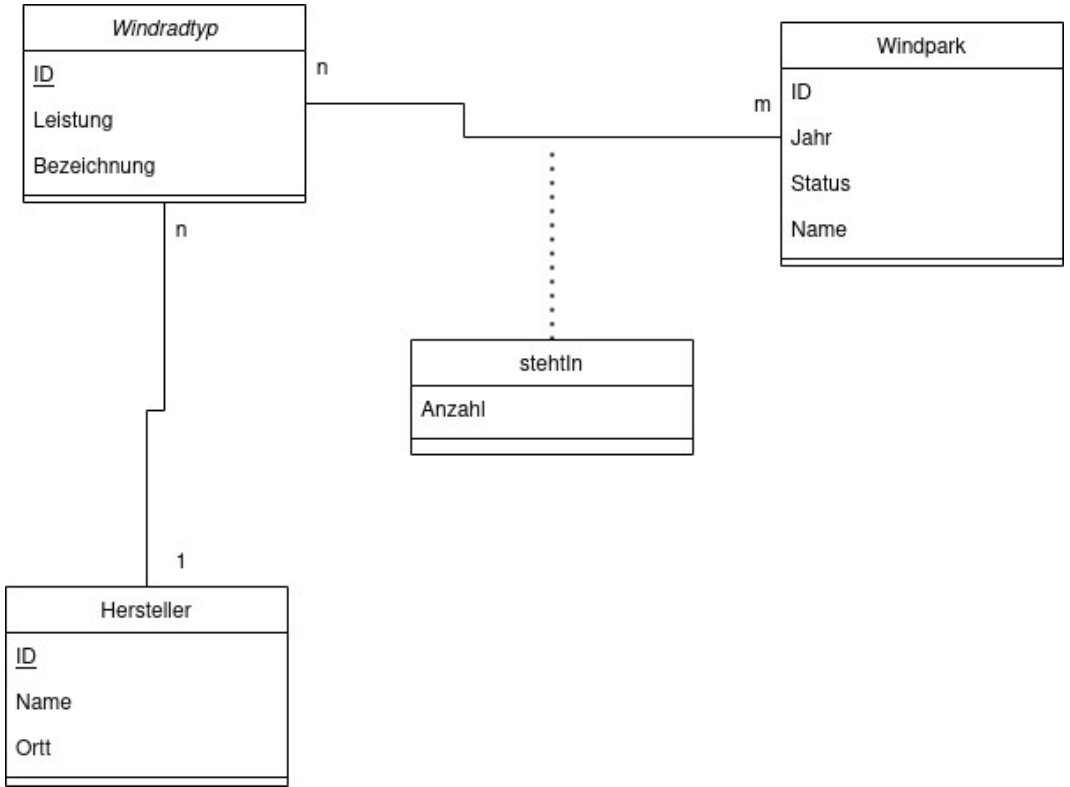 Windradtyp
ID
Leistung
Bezeichnung
n
m
Windpark
ID
Jahr
Status
Name
n
stehtIn
Anzahl
1
Hersteller
ID
Name
Ortt